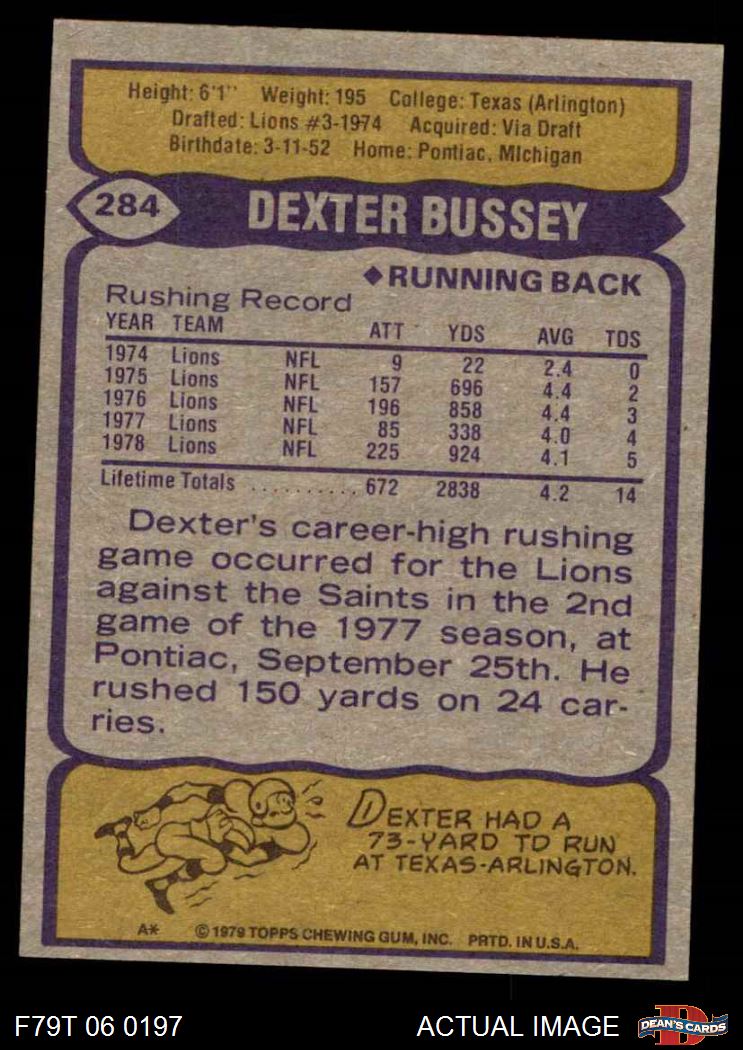 Height: 6'1" Weight: 195 College: Texas (Arlington)
Drafted: Lions #3-1974 Acquired: Via Draft
Birthdate: 3-11-52 Home: Pontiac, MIchigan
284 DEXTER BUSSEY
◆RUNNING BACK
Rushing Record
YEAR TEAM ATT YDS AVG TDS
1974 Lions NFL 9 22 2.4 0
1975 Lions NFL 157 696 4.4 2
1976 Lions NFL 196 858 4.4 3
1977 Lions NFL 85 338 4.0 4
1978 Lions NFL 225 924 4.1 5
Lifetime Totals .......... 672 2838 4.2 14
Dexter's career-high rushing
game occurred for the Lions
against the Saints in the 2nd
game of the 1977 season, at
Pontiac, September 25th. He
rushed 150 yards on 24 car-
ries.
DEXTER HAD A
73-YARD TD RUN
AT TEXAS-ARLINGTON.
A* © 1979 TOPPS CHEWING GUM, INC. PRTD. IN U.S.A.
F79T 06 0197 ACTUAL IMAGE
D
DEAN'S CARDS